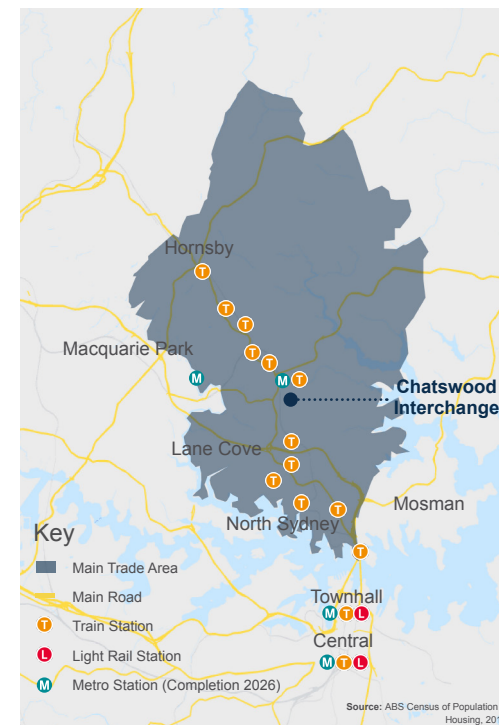 Hornsby
T
T
T
Macquarie Park
T
T
M
M T
Chatswood
Interchange
Lane Cove
T
T
T
T
T
Mosman
North Sydney
T
Key
Main Trade Area
Main Road
T Train Station
L Light Rail Station
M Metro Station (Completion 2026)
Townhall
M T L
Central
M T L
Source: ABS Census of Population
Housing, 20